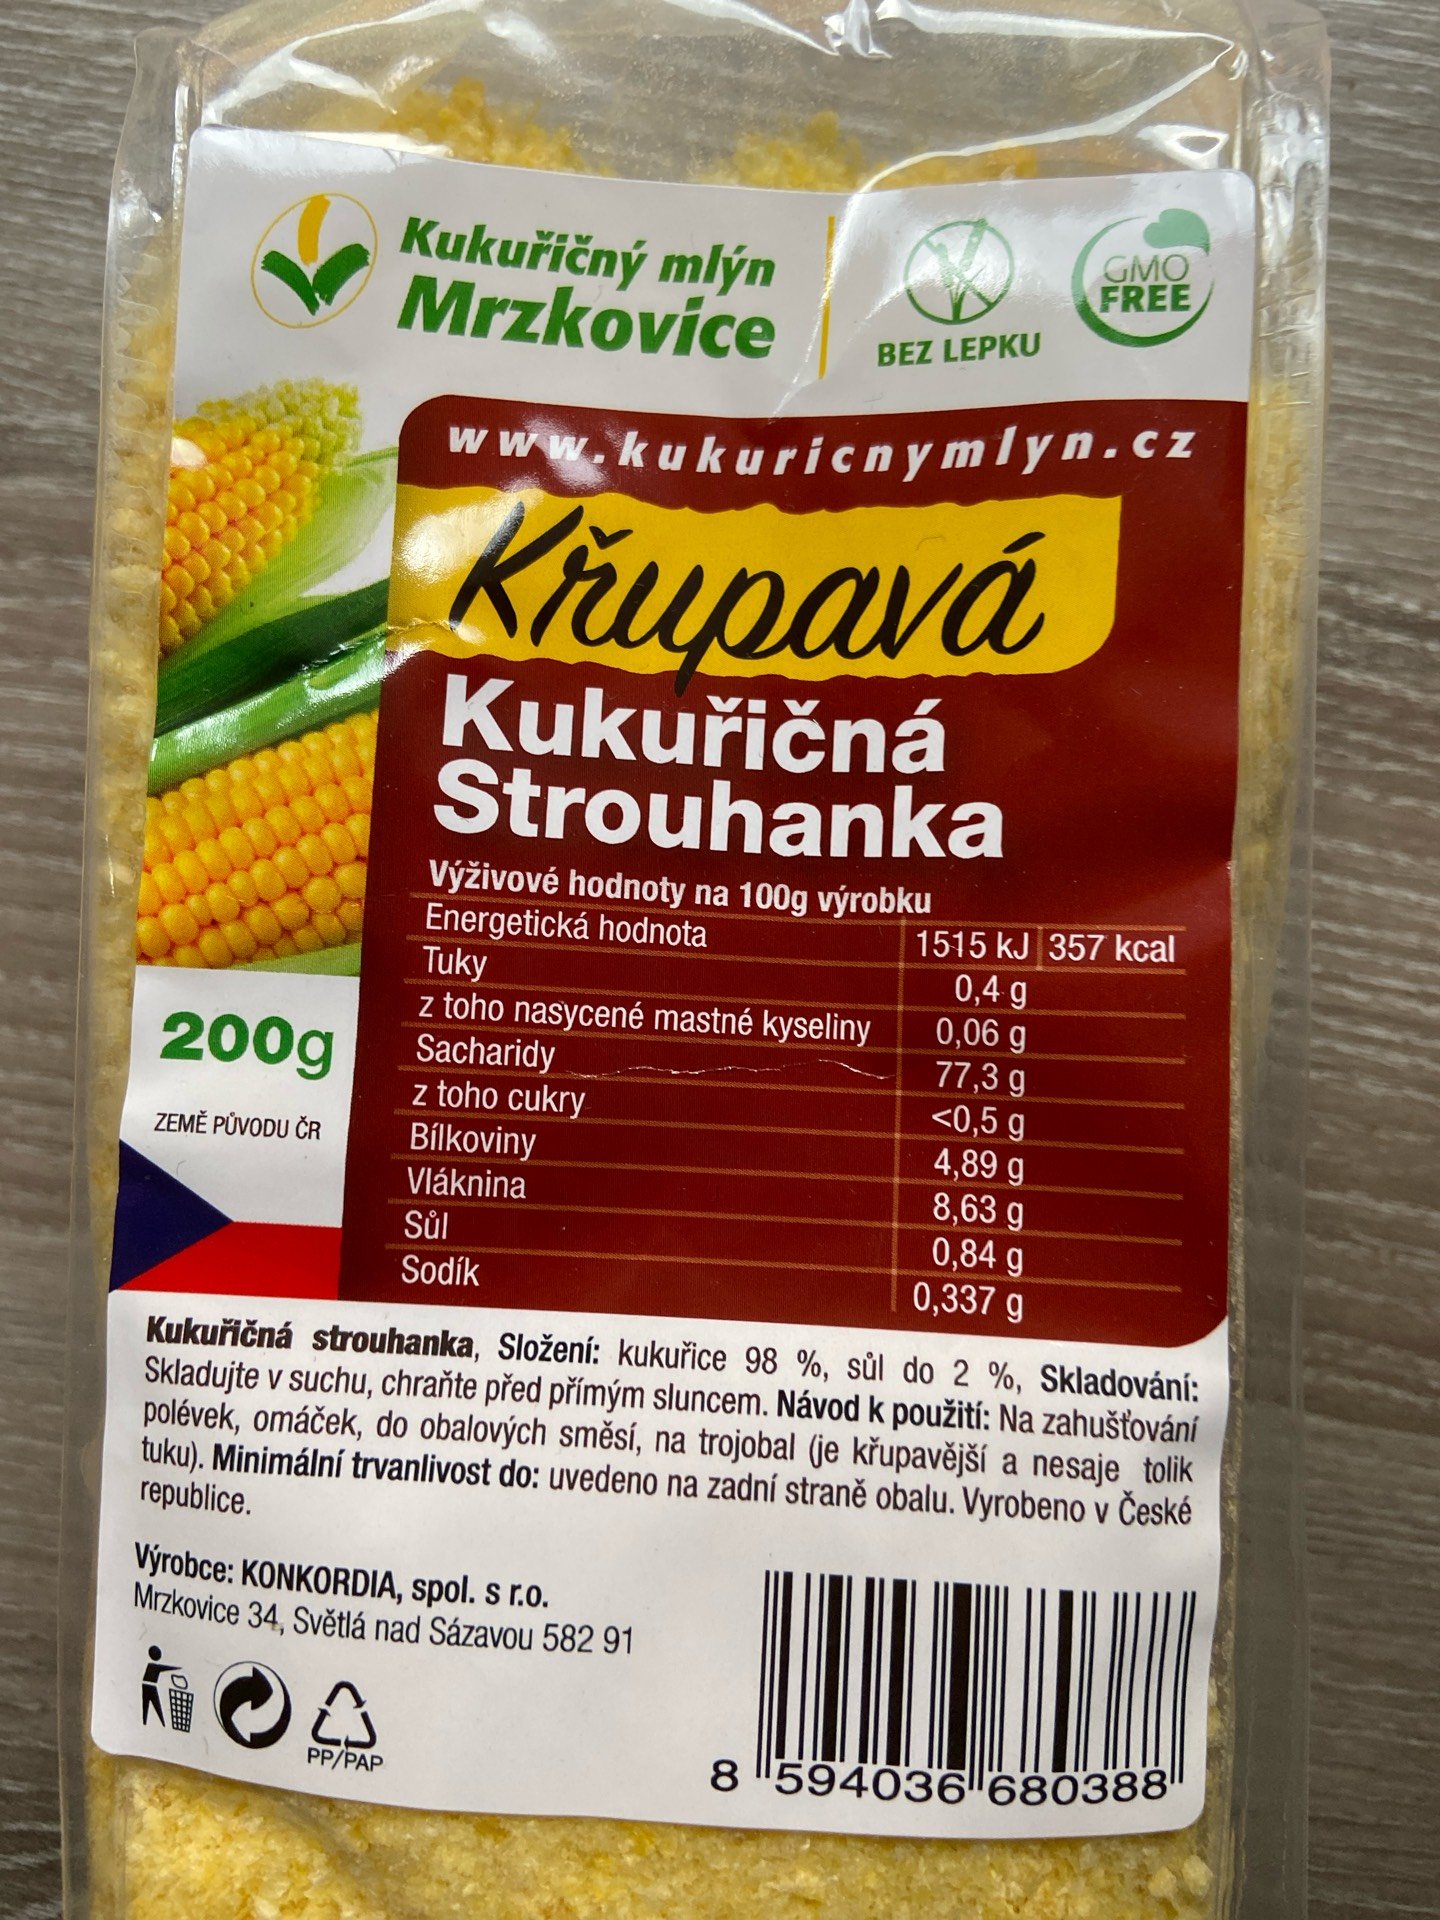 Kukuřičný mlýn
Mrzkovice
BEZ LEPKU
GMO
FREE
www.kukuricnymlyn.cz
Křupavá
Kukuřičná
Strouhanka
Výživové hodnoty na 100g výrobku
Energetická hodnota 1515 kJ 357 kcal
Tuky 0,4 g
z toho nasycené mastné kyseliny 0,06 g
Sacharidy 77,3 g
z toho cukry <0,5 g
Bílkoviny 4,89 g
Vláknina 8,63 g
Sůl 0,84 g
Sodík 0,337 g
200g
ZEMĚ PŮVODU ČR
Kukuřičná strouhanka, Složení: kukuřice 98 %, sůl do 2 %, Skladování:
Skladujte v suchu, chraňte před přímým sluncem. Návod k použití: Na zahušťování
polévek, omáček, do obalových směsí, na trojobal (je křupavější a nesaje tolik
tuku). Minimální trvanlivost do: uvedeno na zadní straně obalu. Vyrobeno v České
republice.
Výrobce: KONKORDIA, spol. s r.o.
Mrzkovice 34, Světlá nad Sázavou 582 91
PP/PAP
8 594036 680388